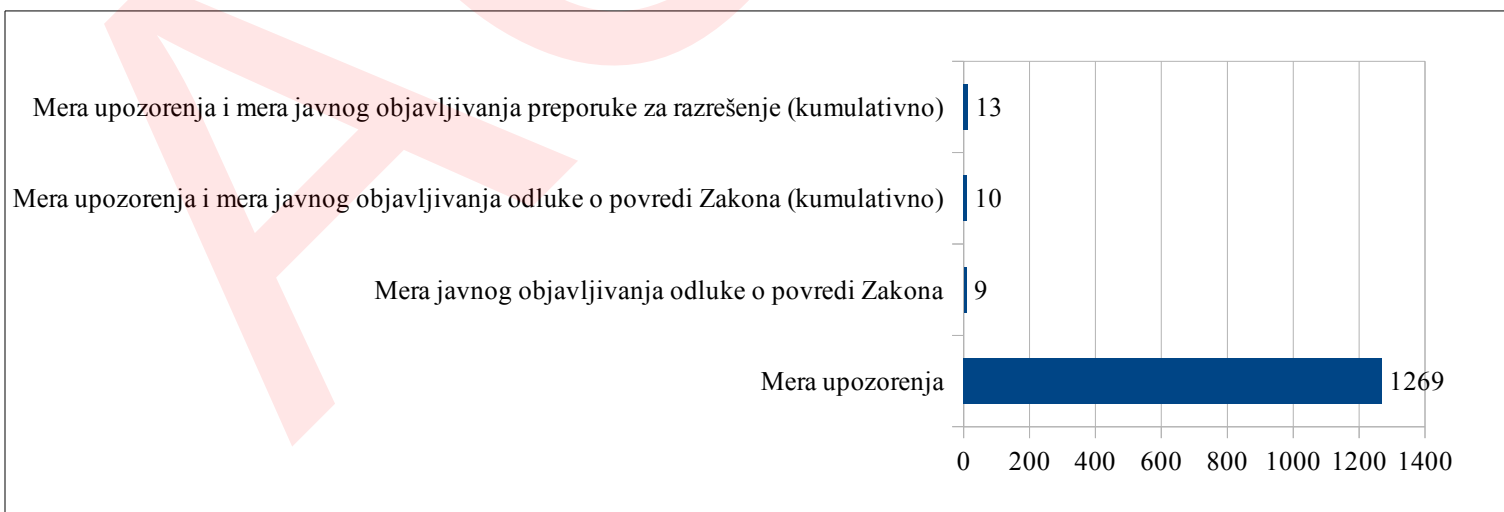 Mera upozorenja i mera javnog objavljivanja preporuke za razrešenje (kumulativno) 13
Mera upozorenja i mera javnog objavljivanja odluke o povredi Zakona (kumulativno) 10
Mera javnog objavljivanja odluke o povredi Zakona 9
Mera upozorenja 1269
0 200 400 600 800 1000 1200 1400